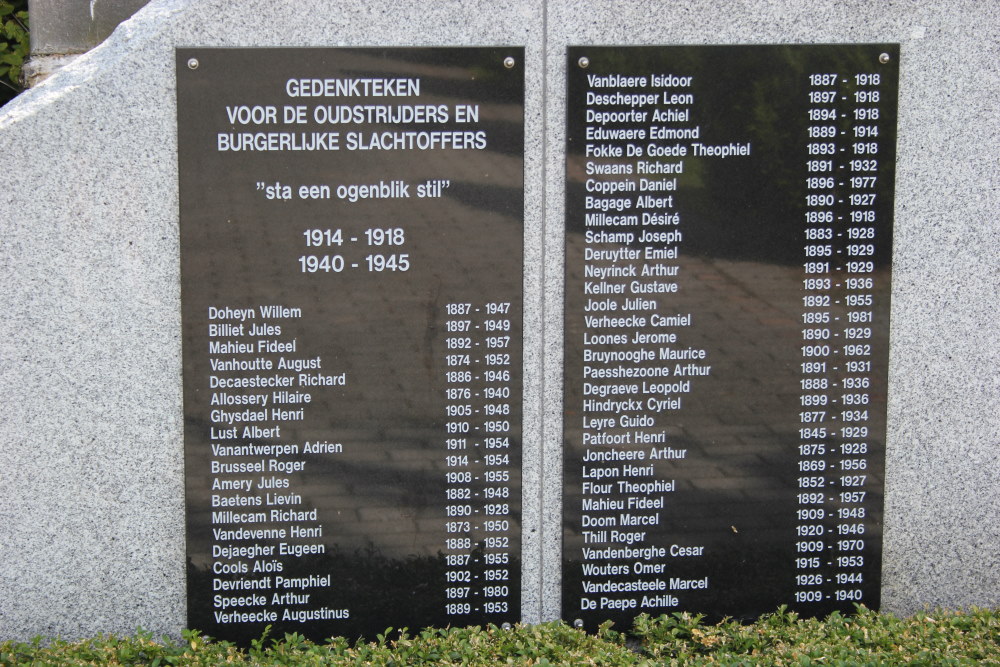 GEDENKTEKEN
VOOR DE OUDSTRIJDERS EN
BURGERLIJKE SLACHTOFFERS
"sta een ogenblik stil"
1914 - 1918
1940 - 1945
Doheyn Willem 1887 - 1947
Billiet Jules 1897 - 1949
Mahieu Fideel 1892 - 1957
Vanhoutte August 1874 - 1952
Decaestecker Richard 1886 - 1946
Allossery Hilaire 1876 - 1940
Ghysdael Henri 1905 - 1948
Lust Albert 1910 - 1950
Vanantwerpen Adrien 1911 - 1954
Brusseel Roger 1914 - 1954
Amery Jules 1908 - 1955
Baetens Lievin 1882 - 1948
Millecam Richard 1890 - 1928
Vandevenne Henri 1873 - 1950
Dejaegher Eugeen 1888 - 1952
Cools Aloïs 1887 - 1955
Devriendt Pamphiel 1902 - 1952
Speecke Arthur 1897 - 1980
Verheecke Augustinus 1889 - 1953
Vanblaere Isidoor 1887 - 1918
Deschepper Leon 1897 - 1918
Depoorter Achiel 1894 - 1918
Eduwaere Edmond 1889 - 1914
Fokke De Goede Theophiel 1893 - 1918
Swaans Richard 1891 - 1932
Coppein Daniel 1896 - 1977
Bagage Albert 1890 - 1927
Millecam Désiré 1896 - 1918
Schamp Joseph 1883 - 1928
Deruytter Emiel 1895 - 1929
Neyrinck Arthur 1891 - 1929
Kellner Gustave 1893 - 1936
Joole Julien 1892 - 1955
Verheecke Camiel 1895 - 1981
Loones Jerome 1890 - 1929
Bruynooghe Maurice 1900 - 1962
Paesshezoone Arthur 1891 - 1931
Degraeve Leopold 1888 - 1936
Hindryckx Cyriel 1899 - 1936
Leyre Guido 1877 - 1934
Patfoort Henri 1845 - 1929
Joncheere Arthur 1875 - 1928
Lapon Henri 1869 - 1956
Flour Theophiel 1852 - 1927
Mahieu Fideel 1892 - 1957
Doom Marcel 1909 - 1948
Thill Roger 1920 - 1946
Vandenberghe Cesar 1909 - 1970
Wouters Omer 1915 - 1953
Vandecasteele Marcel 1926 - 1944
De Paepe Achille 1909 - 1940